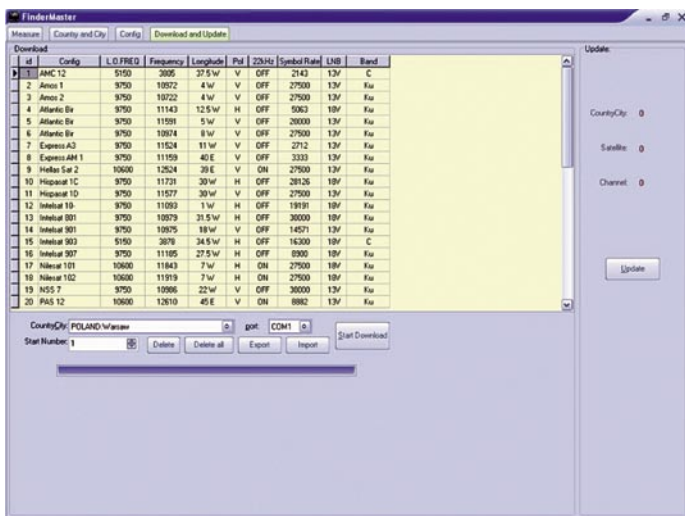 FinderMaster
Measure Country and City Config Download and Update
Download
id Config L.O.FREQ Frequency Longitude Pol 22kHz Symbol Rate LNB Band
1 AMC 12 5150 3805 37.5 W V OFF 2143 13V C
2 Amos 1 9750 10972 4 W V OFF 27500 13V Ku
3 Amos 2 9750 10722 4 W V OFF 27500 13V Ku
4 Atlantic Bir 9750 11143 12.5 W H OFF 5063 18V Ku
5 Atlantic Bir 9750 11591 5 W V OFF 20000 13V Ku
6 Atlantic Bir 9750 10974 8 W V OFF 27500 13V Ku
7 Express A3 9750 11524 11 W V OFF 2712 13V Ku
8 Express AM 1 9750 11159 40 E V OFF 3333 13V Ku
9 Hellas Sat 2 10600 12524 39 E V ON 27500 13V Ku
10 Hispasat 1C 9750 11731 30 W H OFF 28126 18V Ku
11 Hispasat 1D 9750 11577 30 W V OFF 27500 13V Ku
12 Intelsat 10- 9750 11093 1 W H OFF 19191 18V Ku
13 Intelsat 801 9750 10979 31.5 W H OFF 30000 18V Ku
14 Intelsat 901 9750 10975 18 W V OFF 14571 13V Ku
15 Intelsat 903 5150 3878 34.5 W H OFF 16300 18V C
16 Intelsat 907 9750 11185 27.5 W H OFF 8900 18V Ku
17 Nilesat 101 10600 11843 7 W H ON 27500 18V Ku
18 Nilesat 102 10600 11919 7 W H ON 27500 18V Ku
19 NSS 7 9750 10986 22 W V OFF 30000 13V Ku
20 PAS 12 10600 12610 45 E V ON 8882 13V Ku
Country,City: POLAND:Warsaw port: COM1 Start Download
Start Number: 1 Delete Delete all Export Import
Update:
Country,City: 0
Satellite: 0
Channel: 0
Update